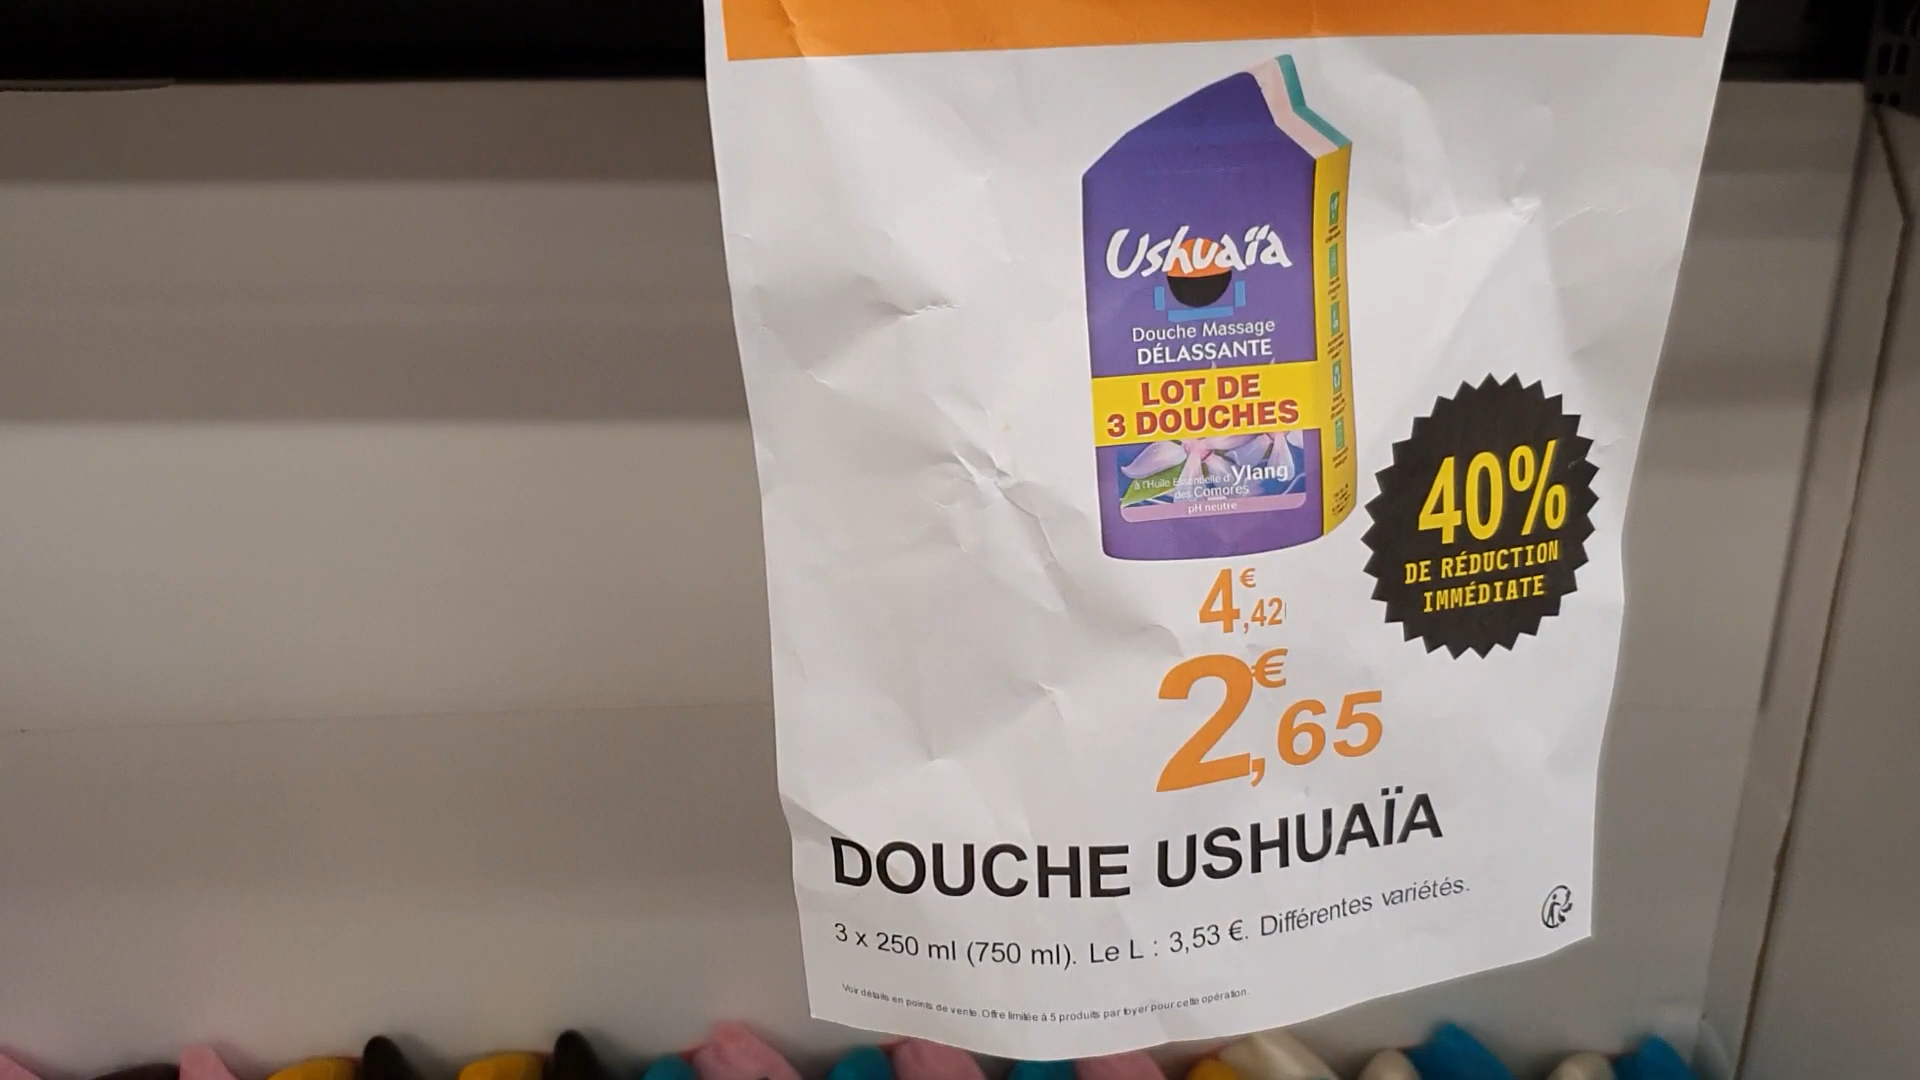 Ushuaïa
Douche Massage
DÉLASSANTE
LOT DE
3 DOUCHES
à l'Huile Essentielle d'Ylang
des Comores
pH neutre
40%
DE RÉDUCTION
IMMÉDIATE
4€,42
2€,65
DOUCHE USHUAÏA
3 x 250 ml (750 ml). Le L : 3,53 €. Différentes variétés.
Voir détails en points de vente. Offre limitée à 5 produits par foyer pour cette opération.